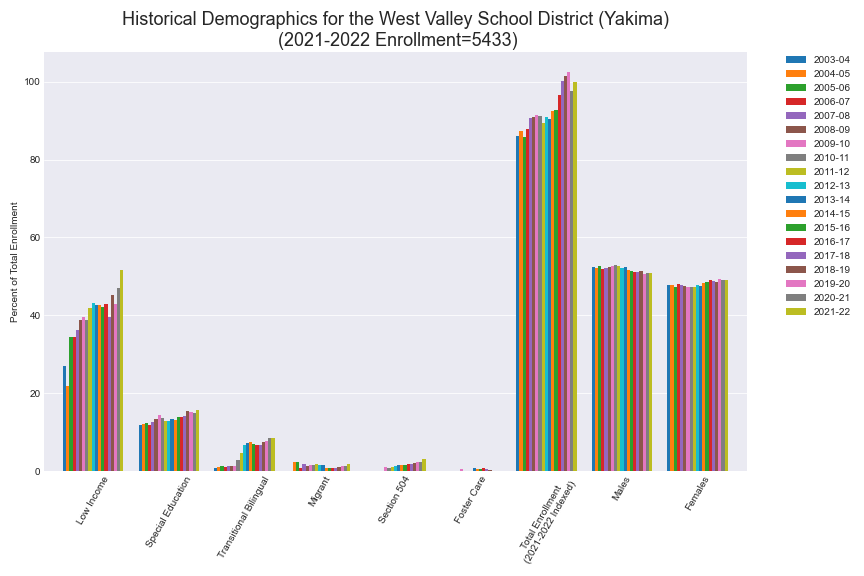 Historical Demographics for the West Valley School District (Yakima)
(2021-2022 Enrollment=5433)
Percent of Total Enrollment
100
80
60
40
20
0
Low Income
Special Education
Transitional Bilingual
Migrant
Section 504
Foster Care
Total Enrollment
(2021-2022 Indexed)
Males
Females
2003-04
2004-05
2005-06
2006-07
2007-08
2008-09
2009-10
2010-11
2011-12
2012-13
2013-14
2014-15
2015-16
2016-17
2017-18
2018-19
2019-20
2020-21
2021-22